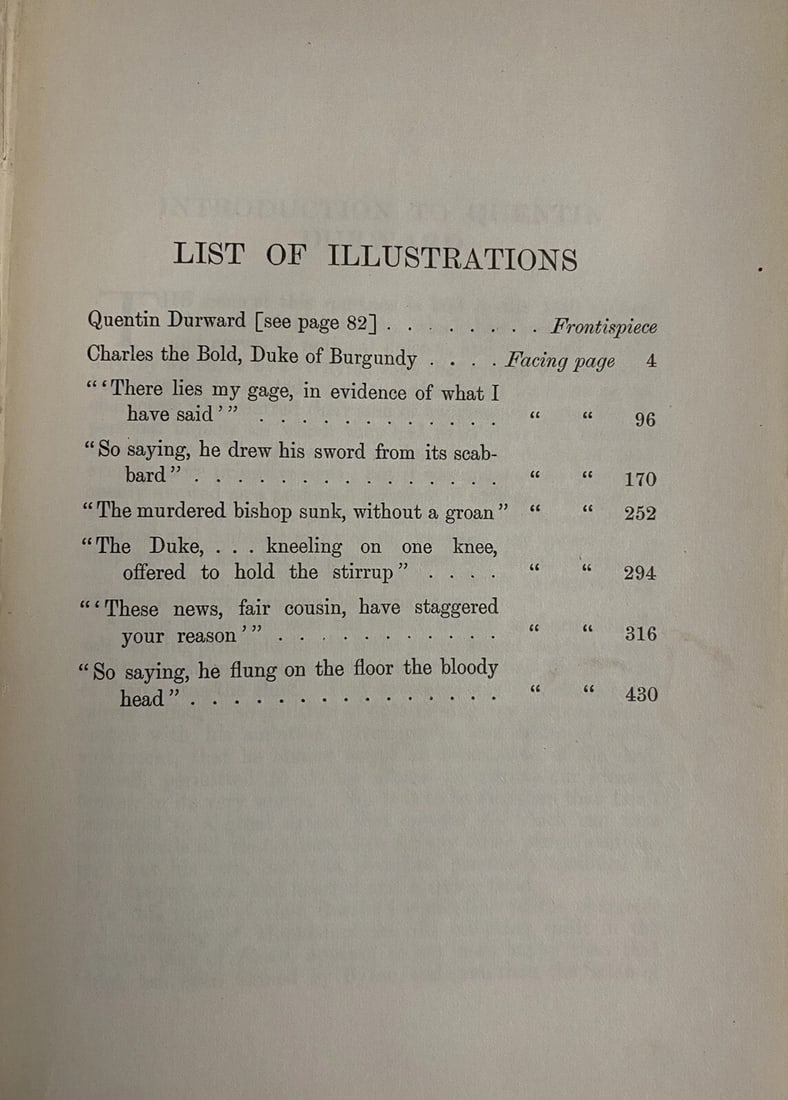 LIST OF ILLUSTRATIONS
Quentin Durward [see page 82] . . . . . . . . Frontispiece
Charles the Bold, Duke of Burgundy . . . . Facing page 4
“‘There lies my gage, in evidence of what I
have said’” . . . . . . . . . . . “ “ 96
“So saying, he drew his sword from its scab-
bard” . . . . . . . . . . . . . . “ “ 170
“The murdered bishop sunk, without a groan” “ “ 252
“The Duke, . . . kneeling on one knee,
offered to hold the stirrup” . . . . “ “ 294
“‘These news, fair cousin, have staggered
your reason’” . . . . . . . . . . “ “ 316
“So saying, he flung on the floor the bloody
head” . . . . . . . . . . . . . . “ “ 430